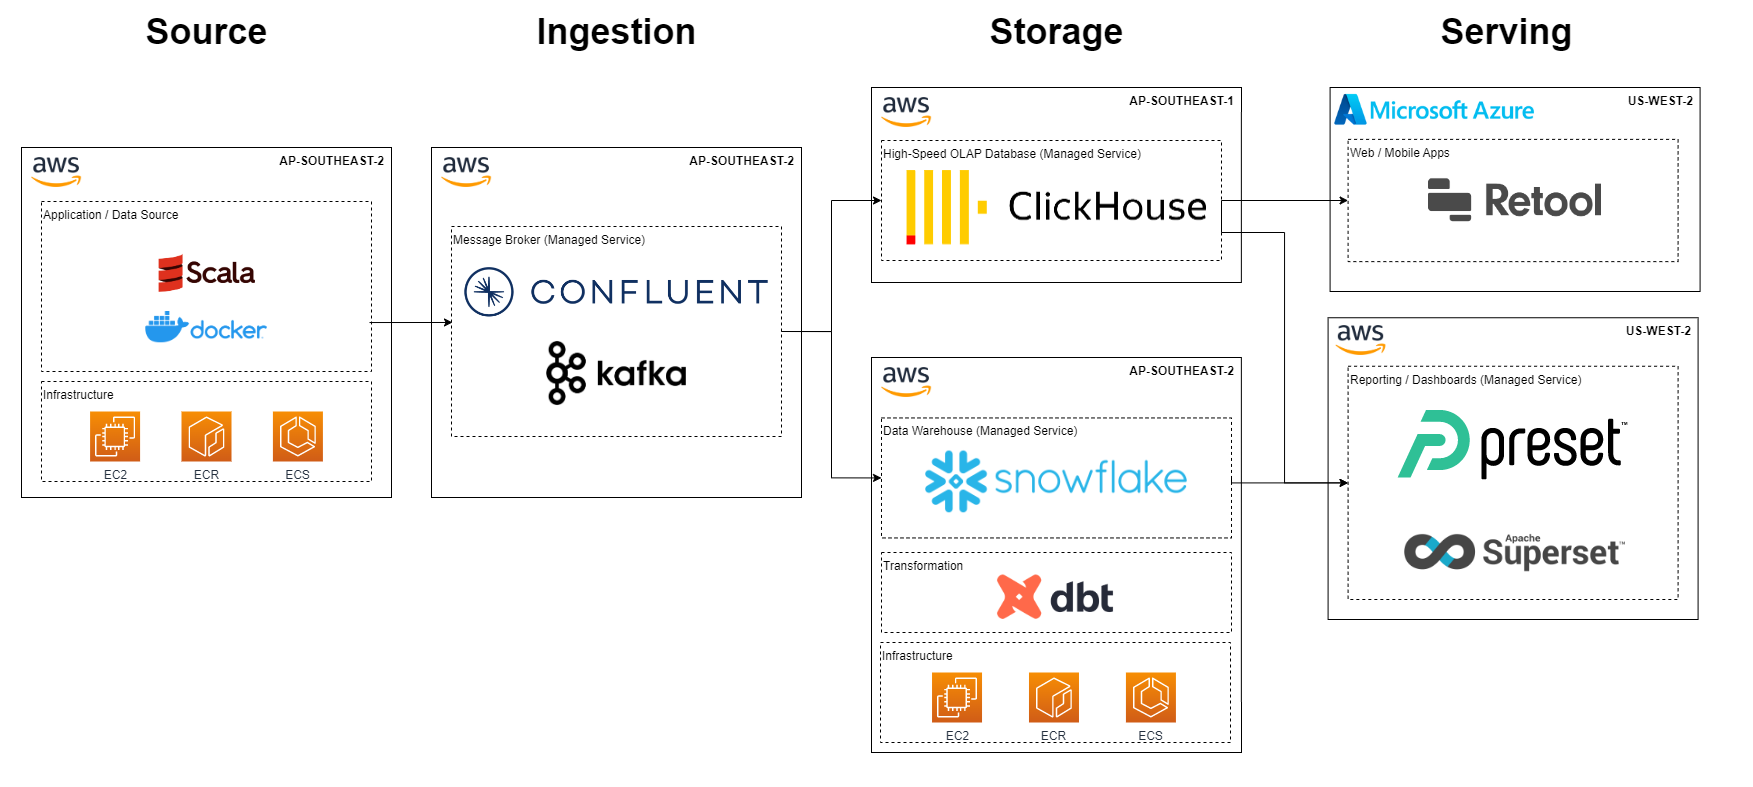 Source
Ingestion
Storage
Serving
aws
AP-SOUTHEAST-2
Application / Data Source
Scala
docker
Infrastructure
EC2
ECR
ECS
aws
AP-SOUTHEAST-2
Message Broker (Managed Service)
CONFLUENT
kafka
aws
AP-SOUTHEAST-1
High-Speed OLAP Database (Managed Service)
ClickHouse
aws
AP-SOUTHEAST-2
Data Warehouse (Managed Service)
snowflake
Transformation
dbt
Infrastructure
EC2
ECR
ECS
Microsoft Azure
US-WEST-2
Web / Mobile Apps
Retool
aws
US-WEST-2
Reporting / Dashboards (Managed Service)
preset™
Apache
Superset™